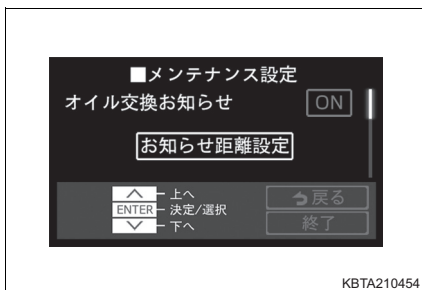 ■メンテナンス設定
オイル交換お知らせ ON
お知らせ距離設定
上へ
ENTER 決定/選択
下へ
戻る
終了
KBTA210454